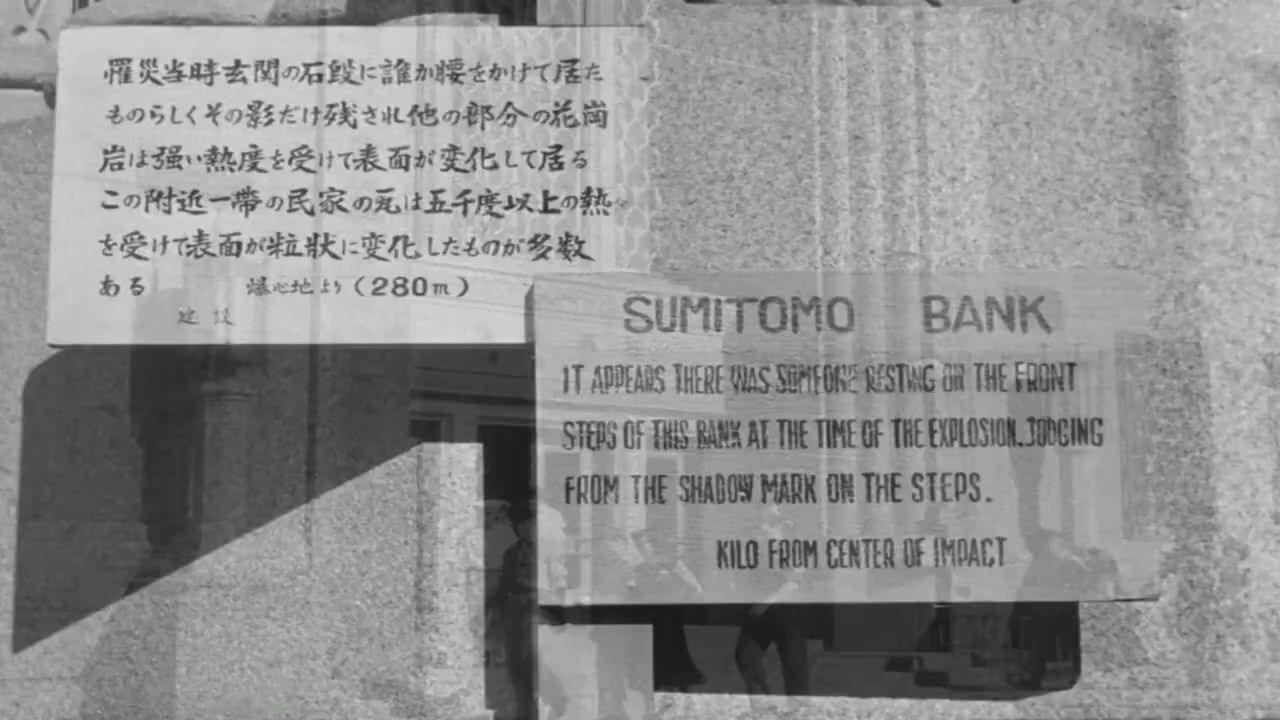 罹災当時玄関の石段に誰か腰をかけて居た
ものらしくその影だけ残され他の部分の花崗
岩は强い熱度を受けて表面が変化して居る
この附近一帶の民家の瓦は五千度以上の熱
を受けて表面が粒狀に変化したものが多数
ある 爆心地より(280m)
建設
SUMITOMO BANK
IT APPEARS THERE WAS SOMEONE RESTING ON THE FRONT
STEPS OF THIS BANK AT THE TIME OF THE EXPLOSION. JUDGING
FROM THE SHADOW MARK ON THE STEPS.
KILO FROM CENTER OF IMPACT